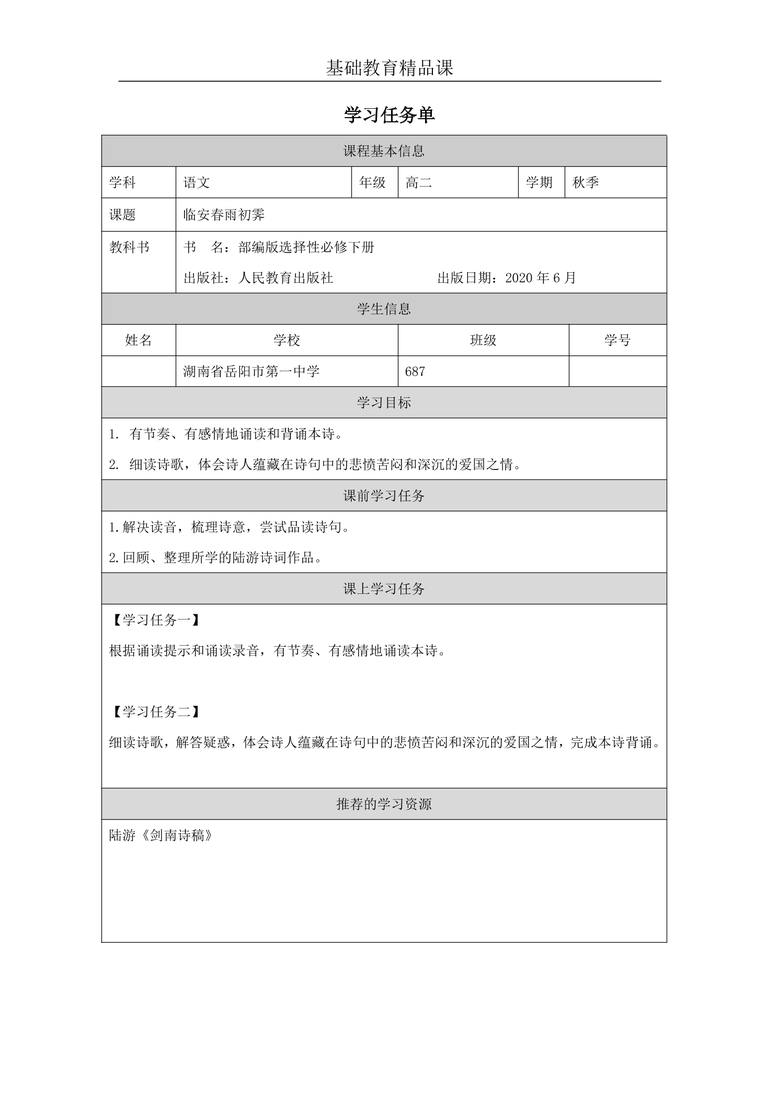 基础教育精品课
学习任务单
课程基本信息
学科 语文 年级 高二 学期 秋季
课题 临安春雨初霁
教科书 书 名：部编版选择性必修下册
出版社：人民教育出版社 出版日期：2020 年 6 月
学生信息
姓名 学校 班级 学号
湖南省岳阳市第一中学 687
学习目标
1. 有节奏、有感情地诵读和背诵本诗。
2. 细读诗歌，体会诗人蕴藏在诗句中的悲愤苦闷和深沉的爱国之情。
课前学习任务
1.解决读音，梳理诗意，尝试品读诗句。
2.回顾、整理所学的陆游诗词作品。
课上学习任务
【学习任务一】
根据诵读提示和诵读录音，有节奏、有感情地诵读本诗。
【学习任务二】
细读诗歌，解答疑惑，体会诗人蕴藏在诗句中的悲愤苦闷和深沉的爱国之情，完成本诗背诵。
推荐的学习资源
陆游《剑南诗稿》